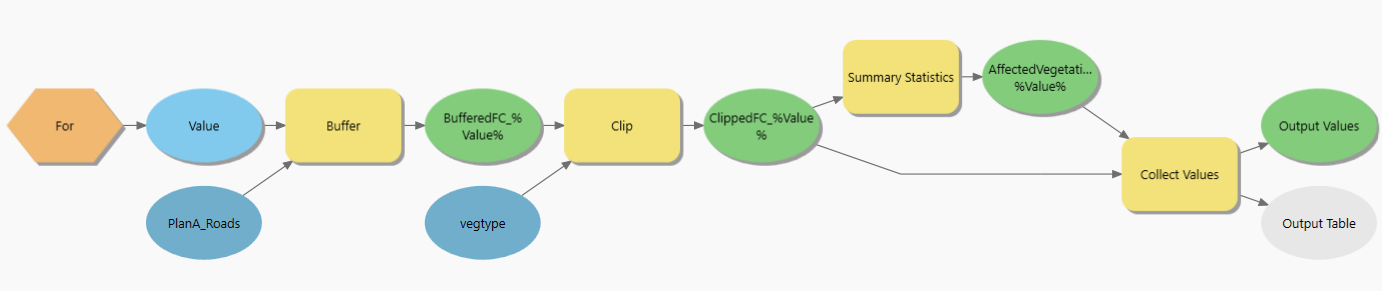 For
Value
Buffer
BufferedFC_%
Value%
Clip
ClippedFC_%Value
%
Summary Statistics
AffectedVegetati...
%Value%
Collect Values
Output Values
Output Table
PlanA_Roads
vegtype